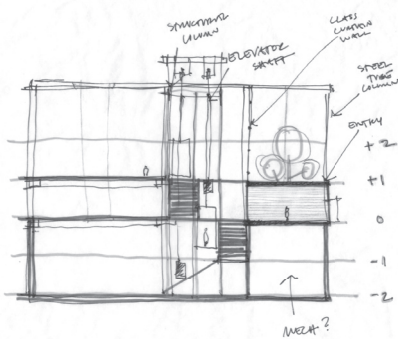 STRUCTURAL
COLUMN
ELEVATOR
SHAFT
GLASS
CURTAIN
WALL
STEEL
TUBE
COLUMN
ENTRY
+2
+1
0
-1
-2
MECH?